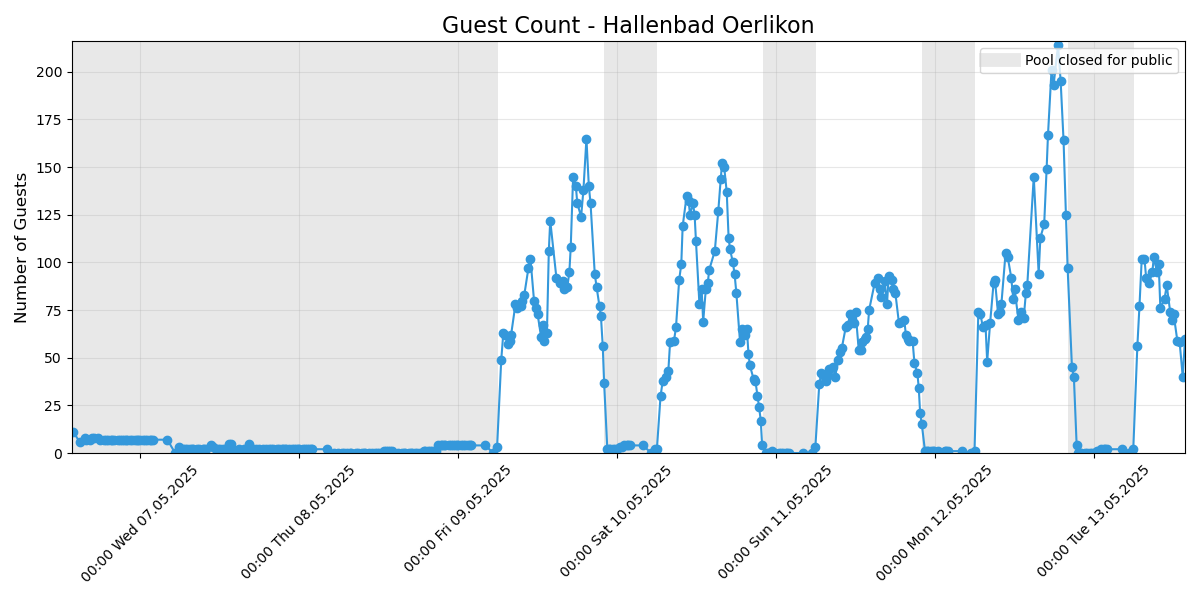 Guest Count - Hallenbad Oerlikon
Pool closed for public
Number of Guests
200
175
150
125
100
75
50
25
0
00:00 Wed 07.05.2025
00:00 Thu 08.05.2025
00:00 Fri 09.05.2025
00:00 Sat 10.05.2025
00:00 Sun 11.05.2025
00:00 Mon 12.05.2025
00:00 Tue 13.05.2025